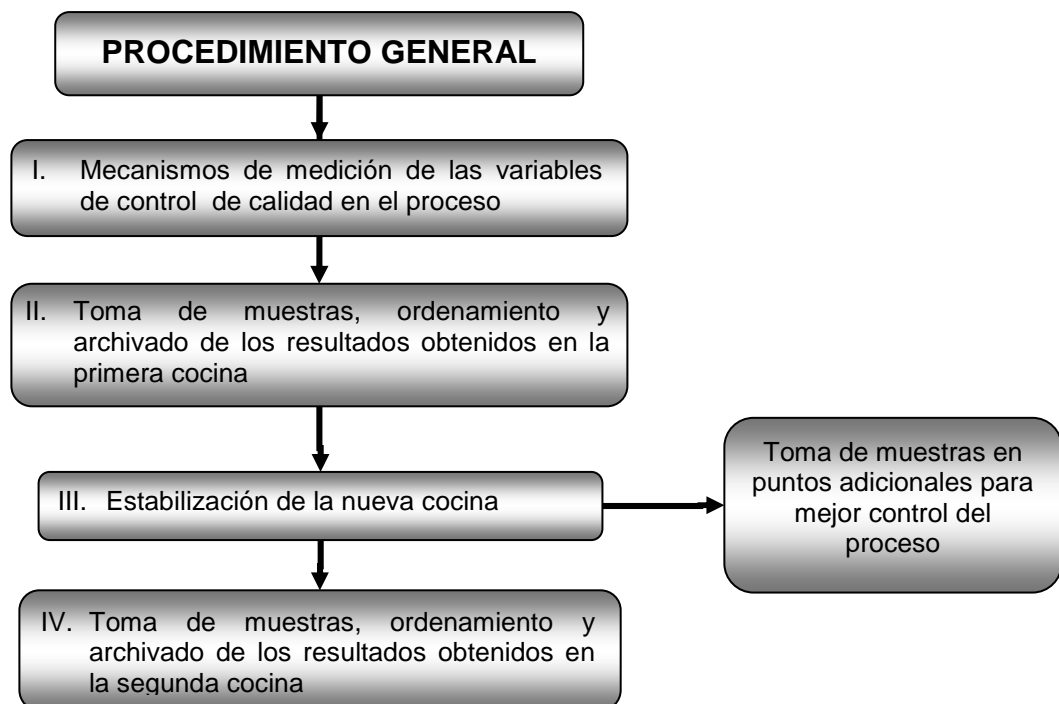 PROCEDIMIENTO GENERAL
I. Mecanismos de medición de las variables
de control de calidad en el proceso
II. Toma de muestras, ordenamiento y
archivado de los resultados obtenidos en la
primera cocina
III. Estabilización de la nueva cocina
Toma de muestras en
puntos adicionales para
mejor control del
proceso
IV. Toma de muestras, ordenamiento y
archivado de los resultados obtenidos en
la segunda cocina